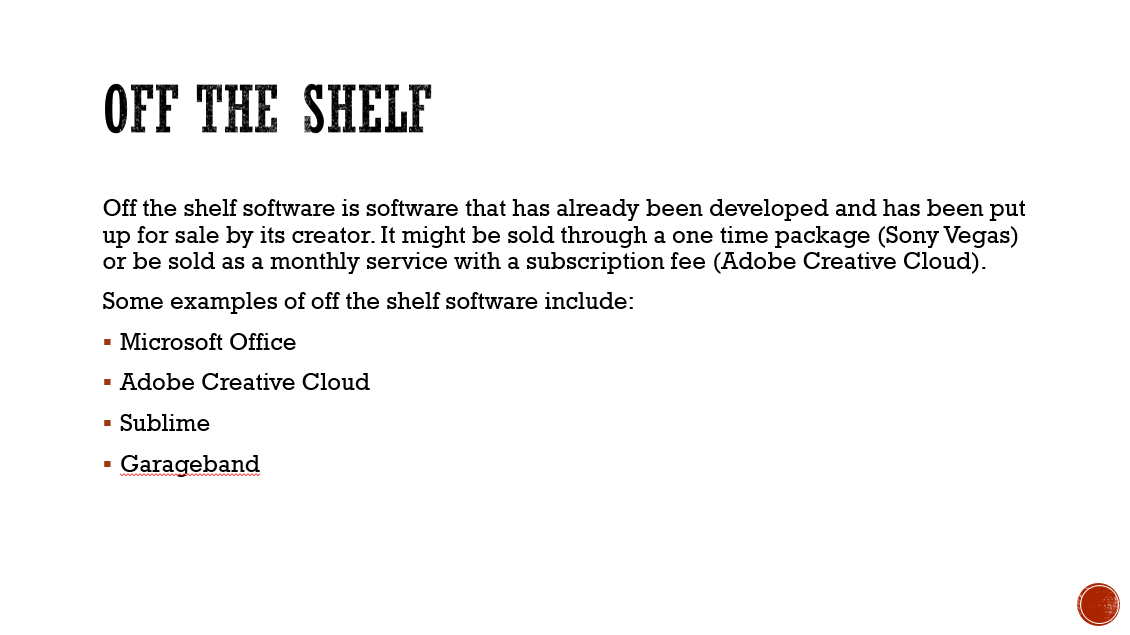 OFF THE SHELF
Off the shelf software is software that has already been developed and has been put
up for sale by its creator. It might be sold through a one time package (Sony Vegas)
or be sold as a monthly service with a subscription fee (Adobe Creative Cloud).
Some examples of off the shelf software include:
▪ Microsoft Office
▪ Adobe Creative Cloud
▪ Sublime
▪ Garageband